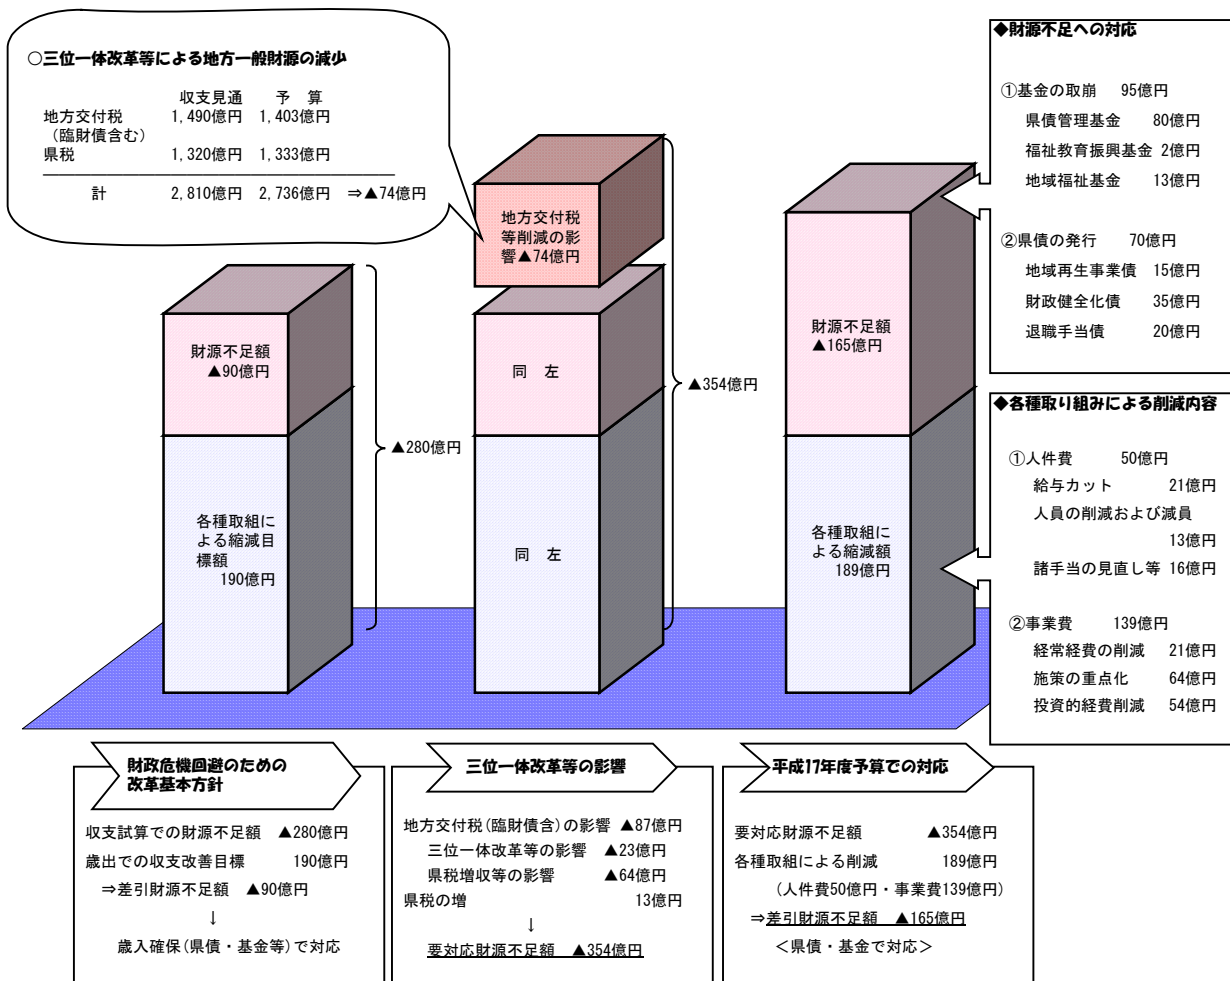 ○三位一体改革等による地方一般財源の減少
収支見通 予 算
地方交付税 1,490億円 1,403億円
(臨財債含む)
県税 1,320億円 1,333億円
計 2,810億円 2,736億円 ⇒▲74億円
地方交付税
等削減の影
響▲74億円
財源不足額
▲90億円
各種取組に
よる縮減目
標額
190億円
▲280億円
同 左
同 左
▲354億円
財源不足額
▲165億円
各種取組に
よる縮減額
189億円
◆財源不足への対応
①基金の取崩 95億円
県債管理基金 80億円
福祉教育振興基金 2億円
地域福祉基金 13億円
②県債の発行 70億円
地域再生事業債 15億円
財政健全化債 35億円
退職手当債 20億円
◆各種取り組みによる削減内容
①人件費 50億円
給与カット 21億円
人員の削減および減員
13億円
諸手当の見直し等 16億円
②事業費 139億円
経常経費の削減 21億円
施策の重点化 64億円
投資的経費削減 54億円
財政危機回避のための
改革基本方針
収支試算での財源不足額 ▲280億円
歳出での収支改善目標 190億円
⇒差引財源不足額 ▲90億円
↓
歳入確保(県債・基金等)で対応
三位一体改革等の影響
地方交付税(臨財債含)の影響 ▲87億円
三位一体改革等の影響 ▲23億円
県税増収等の影響 ▲64億円
県税の増 13億円
↓
要対応財源不足額 ▲354億円
平成17年度予算での対応
要対応財源不足額 ▲354億円
各種取組による削減 189億円
(人件費50億円・事業費139億円)
⇒差引財源不足額 ▲165億円
<県債・基金で対応>